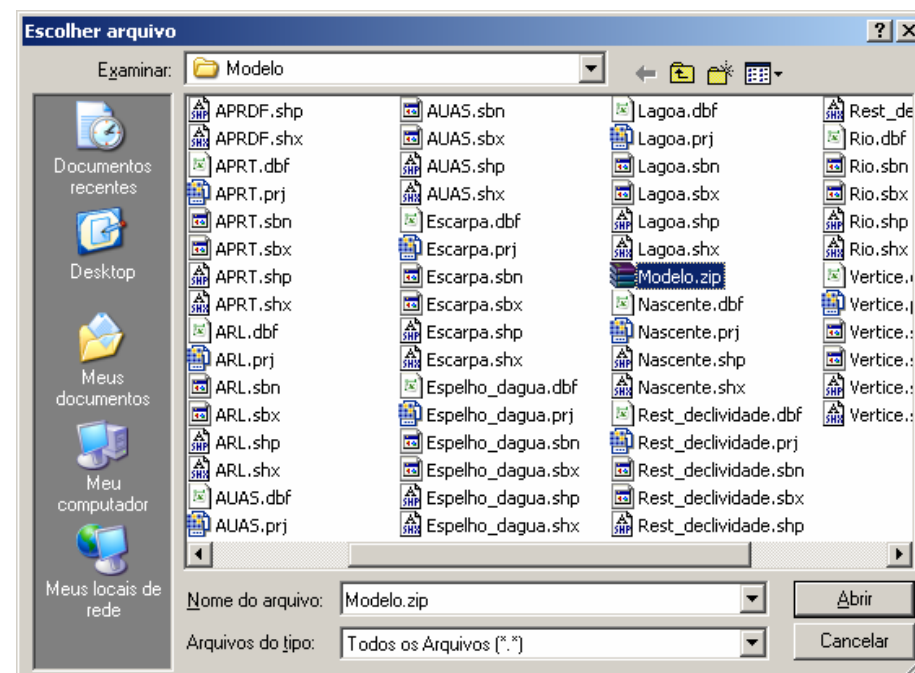 Escolher arquivo
Examinar:
Modelo
Documentos
recentes
Desktop
Meus
documentos
Meu
computador
Meus locais de
rede
APRDF.shp
APRDF.shx
APRT.dbf
APRT.prj
APRT.sbn
APRT.sbx
APRT.shp
APRT.shx
ARL.dbf
ARL.prj
ARL.sbn
ARL.sbx
ARL.shp
ARL.shx
AUAS.dbf
AUAS.prj
AUAS.sbn
AUAS.sbx
AUAS.shp
AUAS.shx
Escarpa.dbf
Escarpa.prj
Escarpa.sbn
Escarpa.sbx
Escarpa.shp
Escarpa.shx
Espelho_dagua.dbf
Espelho_dagua.prj
Espelho_dagua.sbn
Espelho_dagua.sbx
Espelho_dagua.shp
Espelho_dagua.shx
Lagoa.dbf
Lagoa.prj
Lagoa.sbn
Lagoa.sbx
Lagoa.shp
Lagoa.shx
Modelo.zip
Nascente.dbf
Nascente.prj
Nascente.shp
Nascente.shx
Rest_declividade.dbf
Rest_declividade.prj
Rest_declividade.sbn
Rest_declividade.sbx
Rest_declividade.shp
Rest_de
Rio.dbf
Rio.sbn
Rio.sbx
Rio.shp
Rio.shx
Vertice.
Vertice.
Vertice.
Vertice.
Vertice.
Nome do arquivo:
Modelo.zip
Abrir
Arquivos do tipo:
Todos os Arquivos (*.*)
Cancelar